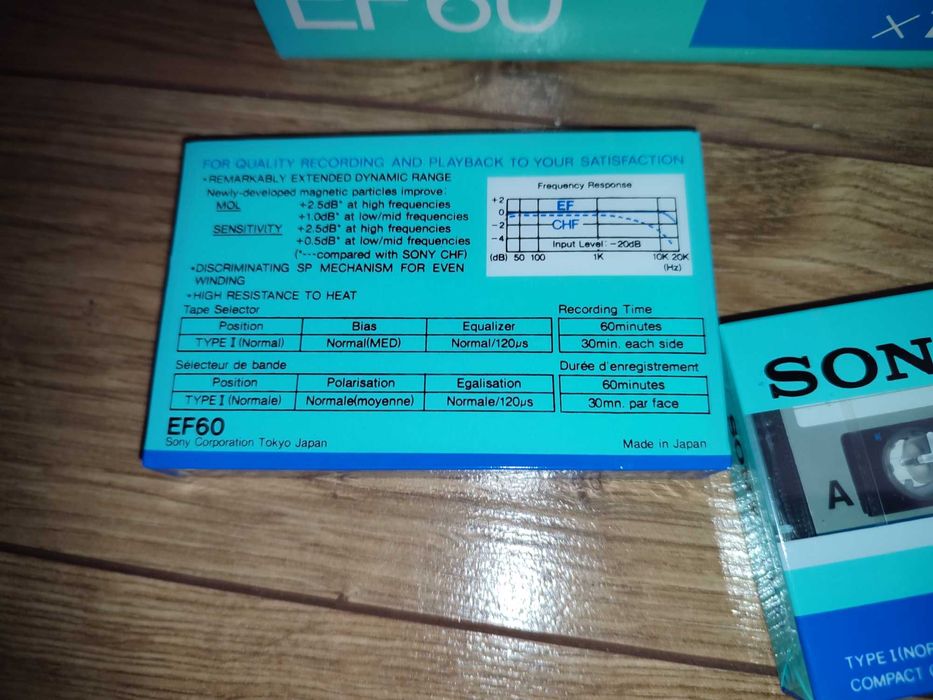 EF60
FOR QUALITY RECORDING AND PLAYBACK TO YOUR SATISFACTION
•REMARKABLY EXTENDED DYNAMIC RANGE
Newly-developed magnetic particles improve:
MOL +2.5dB* at high frequencies
+1.0dB* at low/mid frequencies
SENSITIVITY +2.5dB* at high frequencies
+0.5dB* at low/mid frequencies
(*---compared with SONY CHF)
•DISCRIMINATING SP MECHANISM FOR EVEN
WINDING
•HIGH RESISTANCE TO HEAT
Frequency Response
+2
0
-2
-4
EF
CHF
Input Level: -20dB
(dB) 50 100 1K 10K 20K
(Hz)
Tape Selector
Position Bias Equalizer
TYPE I (Normal) Normal(MED) Normal/120μs
Recording Time
60minutes
30min. each side
Sélecteur de bande
Position Polarisation Egalisation
TYPE I (Normale) Normale(moyenne) Normale/120μs
Durée d'enregistrement
60minutes
30mn. par face
EF60
Sony Corporation Tokyo Japan
Made in Japan
SON
A
TYPE I (NOR
COMPACT